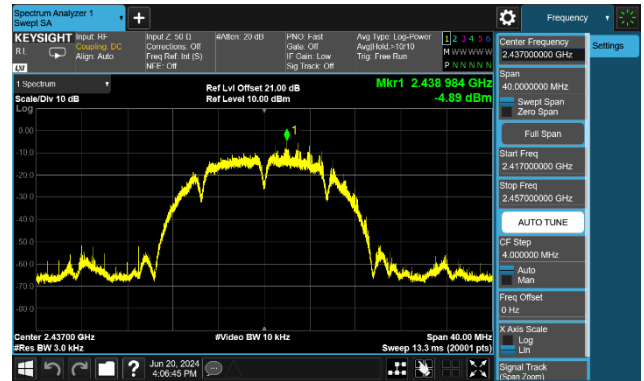 Spectrum Analyzer 1
Swept SA
Frequency
KEYSIGHT
RL
Input: RF
Coupling: DC
Align: Auto
Input Z: 50 Ω
Corrections: Off
Freq Ref: Int (S)
NFE: Off
#Atten: 20 dB
PNO: Fast
Gate: Off
IF Gain: Low
Sig Track: Off
Avg Type: Log-Power
Avg|Hold:>10/10
Trig: Free Run
1 2 3 4 5 6
M W W W W W
P N N N N N
LW
1 Spectrum
Scale/Div 10 dB
Log
Ref Lvl Offset 21.00 dB
Ref Level 10.00 dBm
Mkr1 2.438 984 GHz
-4.89 dBm
1
0.00
-10.0
-20.0
-30.0
-40.0
-50.0
-60.0
-70.0
-80.0
Center 2.43700 GHz
#Res BW 3.0 kHz
#Video BW 10 kHz
Span 40.00 MHz
Sweep 13.3 ms (20001 pts)
Center Frequency
2.437000000 GHz
Settings
Span
40.0000000 MHz
Swept Span
Zero Span
Full Span
Start Freq
2.417000000 GHz
Stop Freq
2.457000000 GHz
AUTO TUNE
CF Step
4.000000 MHz
Auto
Man
Freq Offset
0 Hz
X Axis Scale
Log
Lin
Signal Track
(Span Zoom)
?
Jun 20, 2024
4:06:45 PM